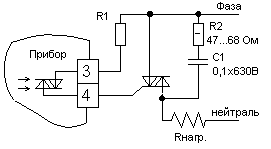 Фаза
R1
R2
47...68 Ом
Прибор
3
C1
0,1х630В
4
нейтраль
Rнагр.